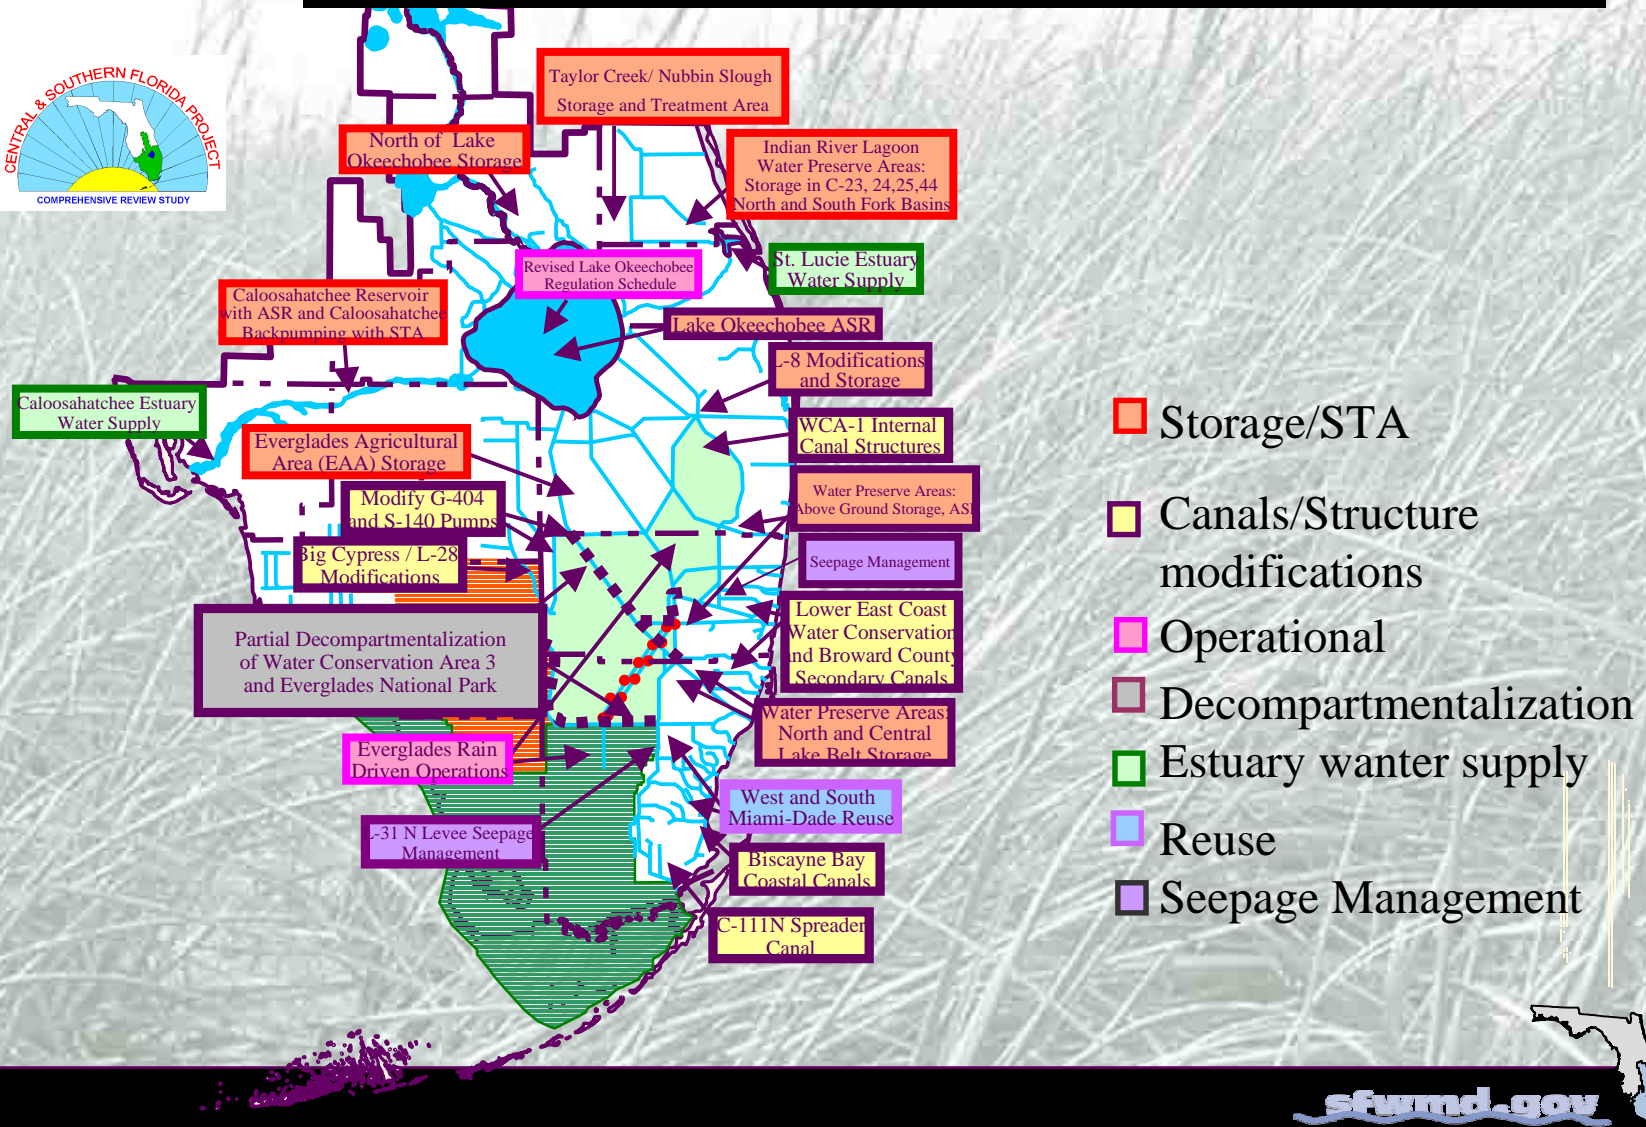 CENTRAL & SOUTHERN FLORIDA PROJECT
COMPREHENSIVE REVIEW STUDY
Taylor Creek/ Nubbin Slough
Storage and Treatment Area
North of Lake
Okeechobee Storage
Indian River Lagoon
Water Preserve Areas:
Storage in C-23, 24,25,44
North and South Fork Basins
St. Lucie Estuary
Water Supply
Revised Lake Okeechobee
Regulation Schedule
Caloosahatchee Reservoir
with ASR and Caloosahatchee
Backpumping with STA
Lake Okeechobee ASR
L-8 Modifications
and Storage
Caloosahatchee Estuary
Water Supply
WCA-1 Internal
Canal Structures
Everglades Agricultural
Area (EAA) Storage
Water Preserve Areas:
Above Ground Storage, AS
Modify G-404
and S-140 Pumps
Big Cypress / L-28
Modifications
Seepage Management
Lower East Coast
Water Conservation
and Broward County
Secondary Canals
Partial Decompartmentalization
of Water Conservation Area 3
and Everglades National Park
Water Preserve Areas:
North and Central
Lake Belt Storage
Everglades Rain
Driven Operations
West and South
Miami-Dade Reuse
L-31 N Levee Seepage
Management
Biscayne Bay
Coastal Canals
C-111N Spreader
Canal
Storage/STA
Canals/Structure
modifications
Operational
Decompartmentalization
Estuary wanter supply
Reuse
Seepage Management
sfwmd.gov